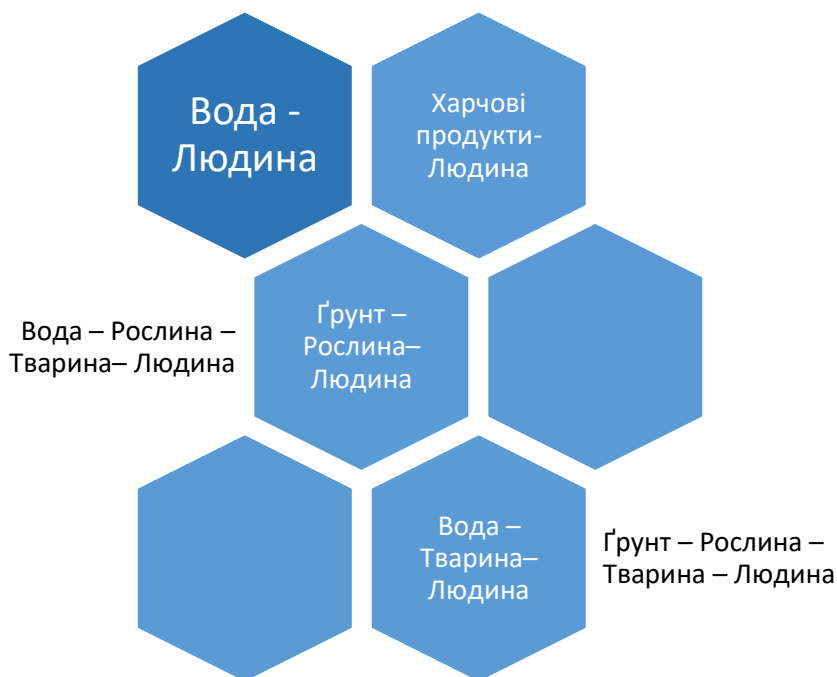 Вода -
Людина
Харчові
продукти-
Людина
Вода – Рослина –
Тварина– Людина
Ґрунт –
Рослина–
Людина
Вода –
Тварина–
Людина
Ґрунт – Рослина –
Тварина – Людина